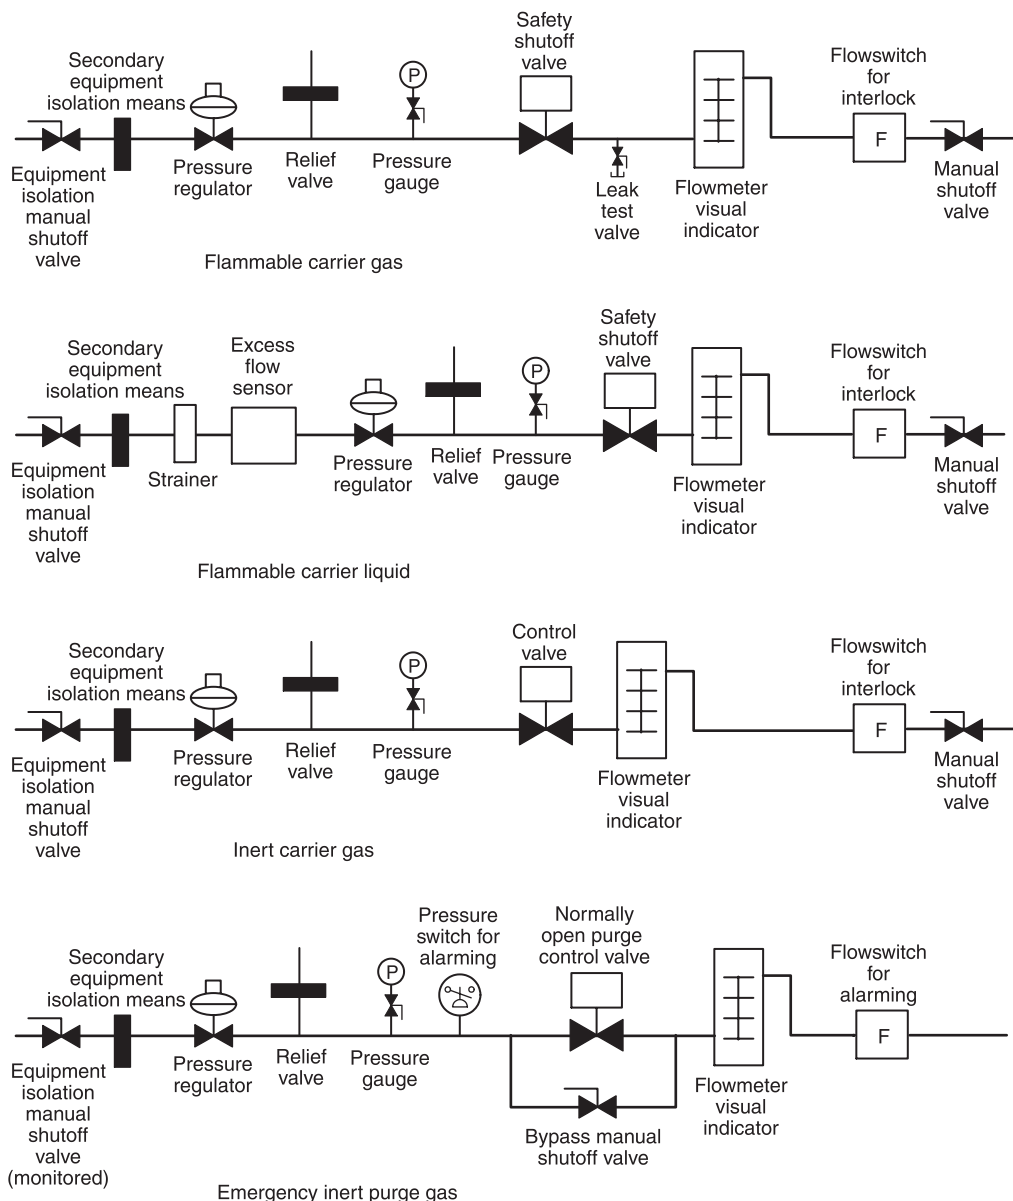 Safety
shutoff
valve
Secondary
equipment
isolation means
P
Flowswitch
for
interlock
F
Equipment
isolation
manual
shutoff
valve
Pressure
regulator
Relief
valve
Pressure
gauge
Leak
test
valve
Flowmeter
visual
indicator
Manual
shutoff
valve
Flammable carrier gas
Safety
shutoff
valve
Secondary
equipment
isolation means
Excess
flow
sensor
P
Flowswitch
for
interlock
F
Equipment
isolation
manual
shutoff
valve
Strainer
Pressure
regulator
Relief
valve
Pressure
gauge
Flowmeter
visual
indicator
Manual
shutoff
valve
Flammable carrier liquid
Control
valve
Secondary
equipment
isolation means
P
Flowswitch
for
interlock
F
Equipment
isolation
manual
shutoff
valve
Pressure
regulator
Relief
valve
Pressure
gauge
Flowmeter
visual
indicator
Manual
shutoff
valve
Inert carrier gas
Secondary
equipment
isolation means
P
Pressure
switch for
alarming
Normally
open purge
control valve
Flowswitch
for
alarming
F
Equipment
isolation
manual
shutoff
valve
(monitored)
Pressure
regulator
Relief
valve
Pressure
gauge
Bypass manual
shutoff valve
Flowmeter
visual
indicator
Emergency inert purge gas